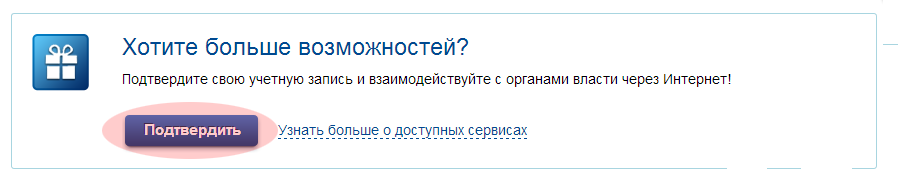 Хотите больше возможностей?
Подтвердите свою учетную запись и взаимодействуйте с органами власти через Интернет!
Подтвердить Узнать больше о доступных сервисах